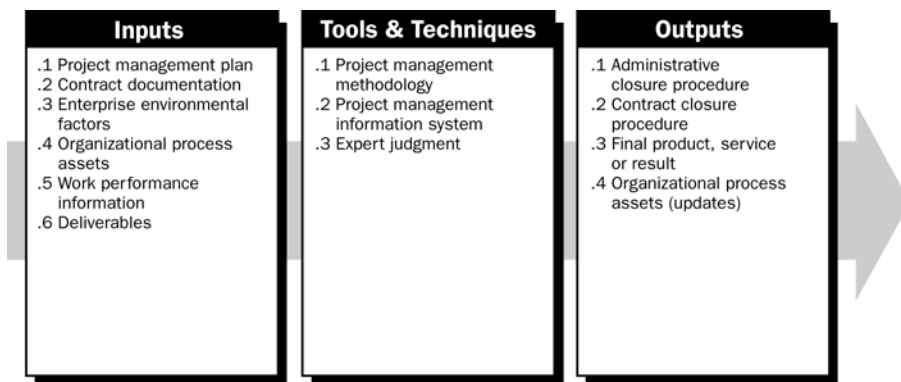 Inputs
.1 Project management plan
.2 Contract documentation
.3 Enterprise environmental
factors
.4 Organizational process
assets
.5 Work performance
information
.6 Deliverables
Tools & Techniques
.1 Project management
methodology
.2 Project management
information system
.3 Expert judgment
Outputs
.1 Administrative
closure procedure
.2 Contract closure
procedure
.3 Final product, service
or result
.4 Organizational process
assets (updates)